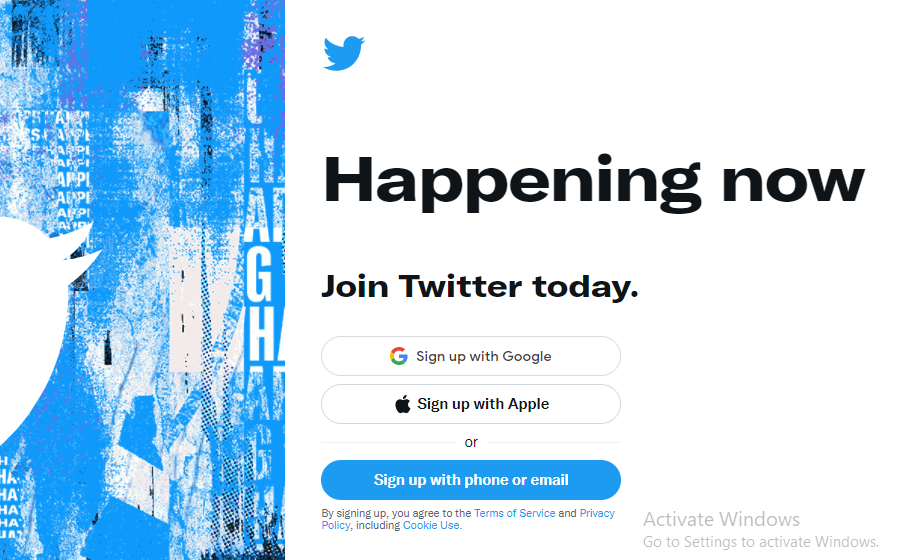 Happening now
Join Twitter today.
Sign up with Google
Sign up with Apple
or
Sign up with phone or email
By signing up, you agree to the Terms of Service and Privacy
Policy, including Cookie Use.
Activate Windows
Go to Settings to activate Windows.